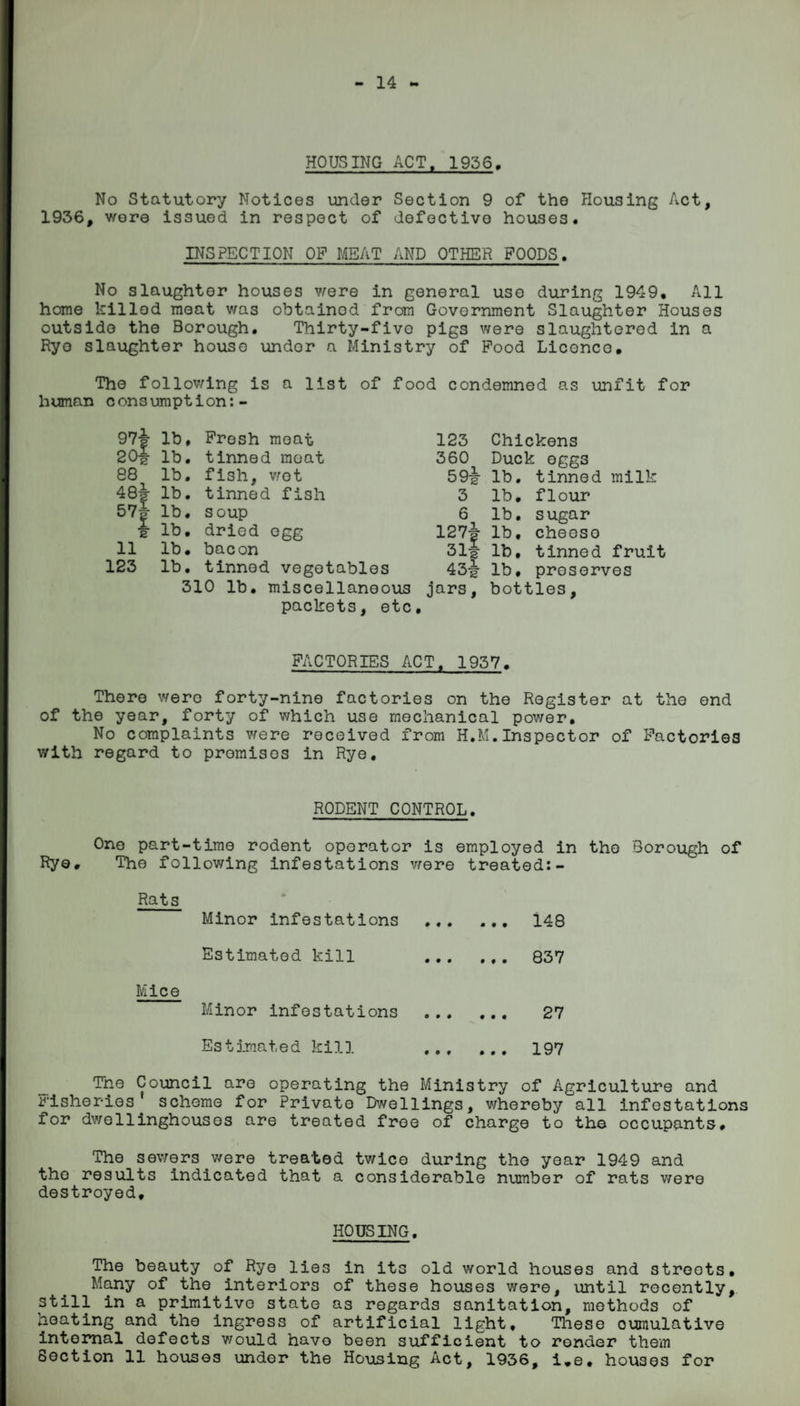 - 14 -
HOUSING ACT, 1936.
No Statutory Notices under Section 9 of the Housing Act,
1936, were issued in respect of defective houses.
INSPECTION OF MEAT AND OTHER FOODS.
No slaughter houses were in general use during 1949. All
home killed meat was obtained from Government Slaughter Houses
outside the Borough. Thirty-five pigs were slaughtered in a
Rye slaughter house under a Ministry of Food Licence.
The following is a list of food condemned as unfit for
human consumption:-
97½ lb. Fresh meat 123 Chickens
20½ lb. tinned meat 360 Duck eggs
88 lb. fish, wet 59½ lb. tinned milk
48½ lb. tinned fish 3 lb. flour
57½ lb. soup 6 lb. sugar
½ lb. dried egg 127½ lb. cheese
11 lb. bacon 31½ lb. tinned fruit
123 lb. tinned vegetables 43½ lb. preserves
310 lb. miscellaneous jars, bottles,
packets, etc.
FACTORIES ACT, 1937.
There were forty-nine factories on the Register at the end
of the year, forty of which use mechanical power.
No complaints were received from H.M.Inspector of Factories
with regard to premises in Rye.
RODENT CONTROL.
One part-time rodent operator is employed in the Borough of
Rye. The following infestations were treated:-
Rats
Minor infestations ... ... 148
Estimated kill ... ... 837
Mice
Minor infestations ... ... 27
Estimated kill ... ... 197
The Council are operating the Ministry of Agriculture and
Fisheries' scheme for Private Dwellings, whereby all infestations
for dwellinghouses are treated free of charge to the occupants.
The sewers were treated twice during the year 1949 and
the results indicated that a considerable number of rats were
destroyed.
HOUSING.
The beauty of Rye lies in its old world houses and streets.
Many of the interiors of these houses were, until recently,
still in a primitive state as regards sanitation, methods of
heating and the ingress of artificial light. These cumulative
internal defects would have been sufficient to render them
Section 11 houses under the Housing Act, 1936, i.e. houses for